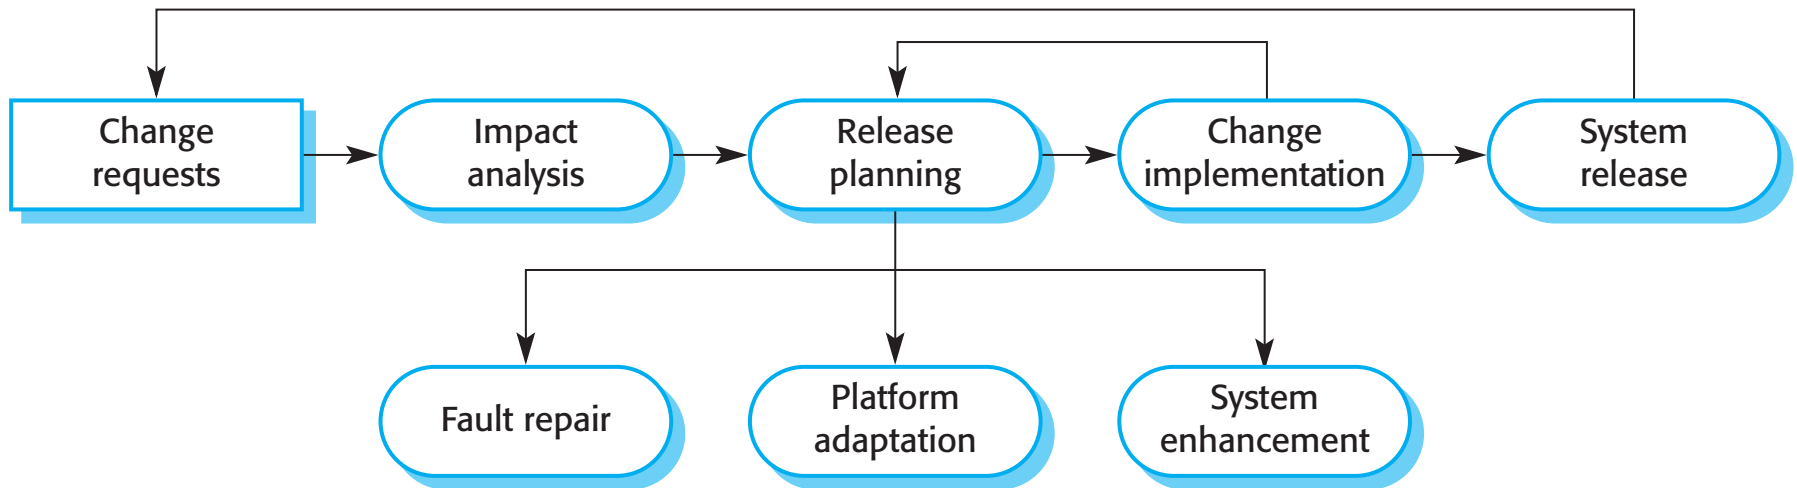 Change
requests
Impact
analysis
Release
planning
Change
implementation
System
release
Fault repair
Platform
adaptation
System
enhancement